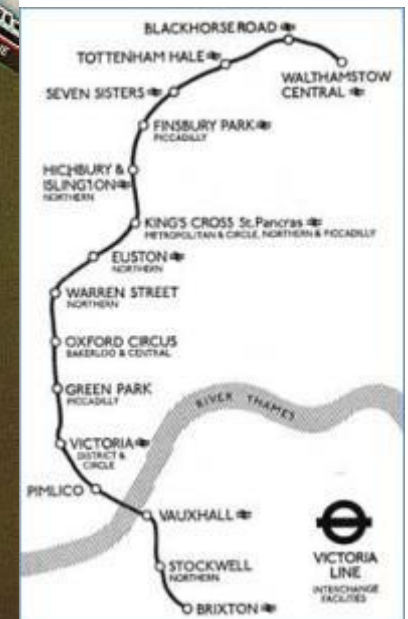 BLACKHORSE ROAD
TOTTENHAM HALE
WALTHAMSTOW
CENTRAL
SEVEN SISTERS
FINSBURY PARK
PICCADILLY
HIGHBURY &
ISLINGTON
NORTHERN
KING'S CROSS St. Pancras
METROPOLITAN & CIRCLE, NORTHERN & PICCADILLY
EUSTON
NORTHERN
WARREN STREET
NORTHERN
OXFORD CIRCUS
BAKERLOO & CENTRAL
GREEN PARK
PICCADILLY
RIVER THAMES
VICTORIA
DISTRICT &
CIRCLE
PIMLICO
VAUXHALL
STOCKWELL
NORTHERN
BRIXTON
VICTORIA
LINE
INTERCHANGE
FACILITIES